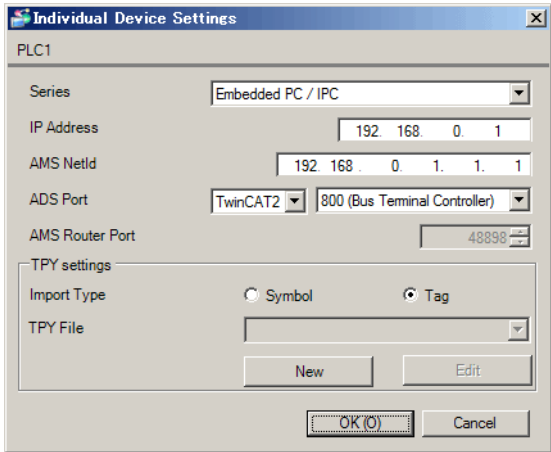 Individual Device Settings
PLC1
Series Embedded PC / IPC
IP Address 192. 168. 0. 1
AMS NetId 192. 168 . 0. 1. 1. 1
ADS Port TwinCAT2 800 (Bus Terminal Controller)
AMS Router Port 48898
TPY settings
Import Type Symbol Tag
TPY File
New Edit
OK(O) Cancel